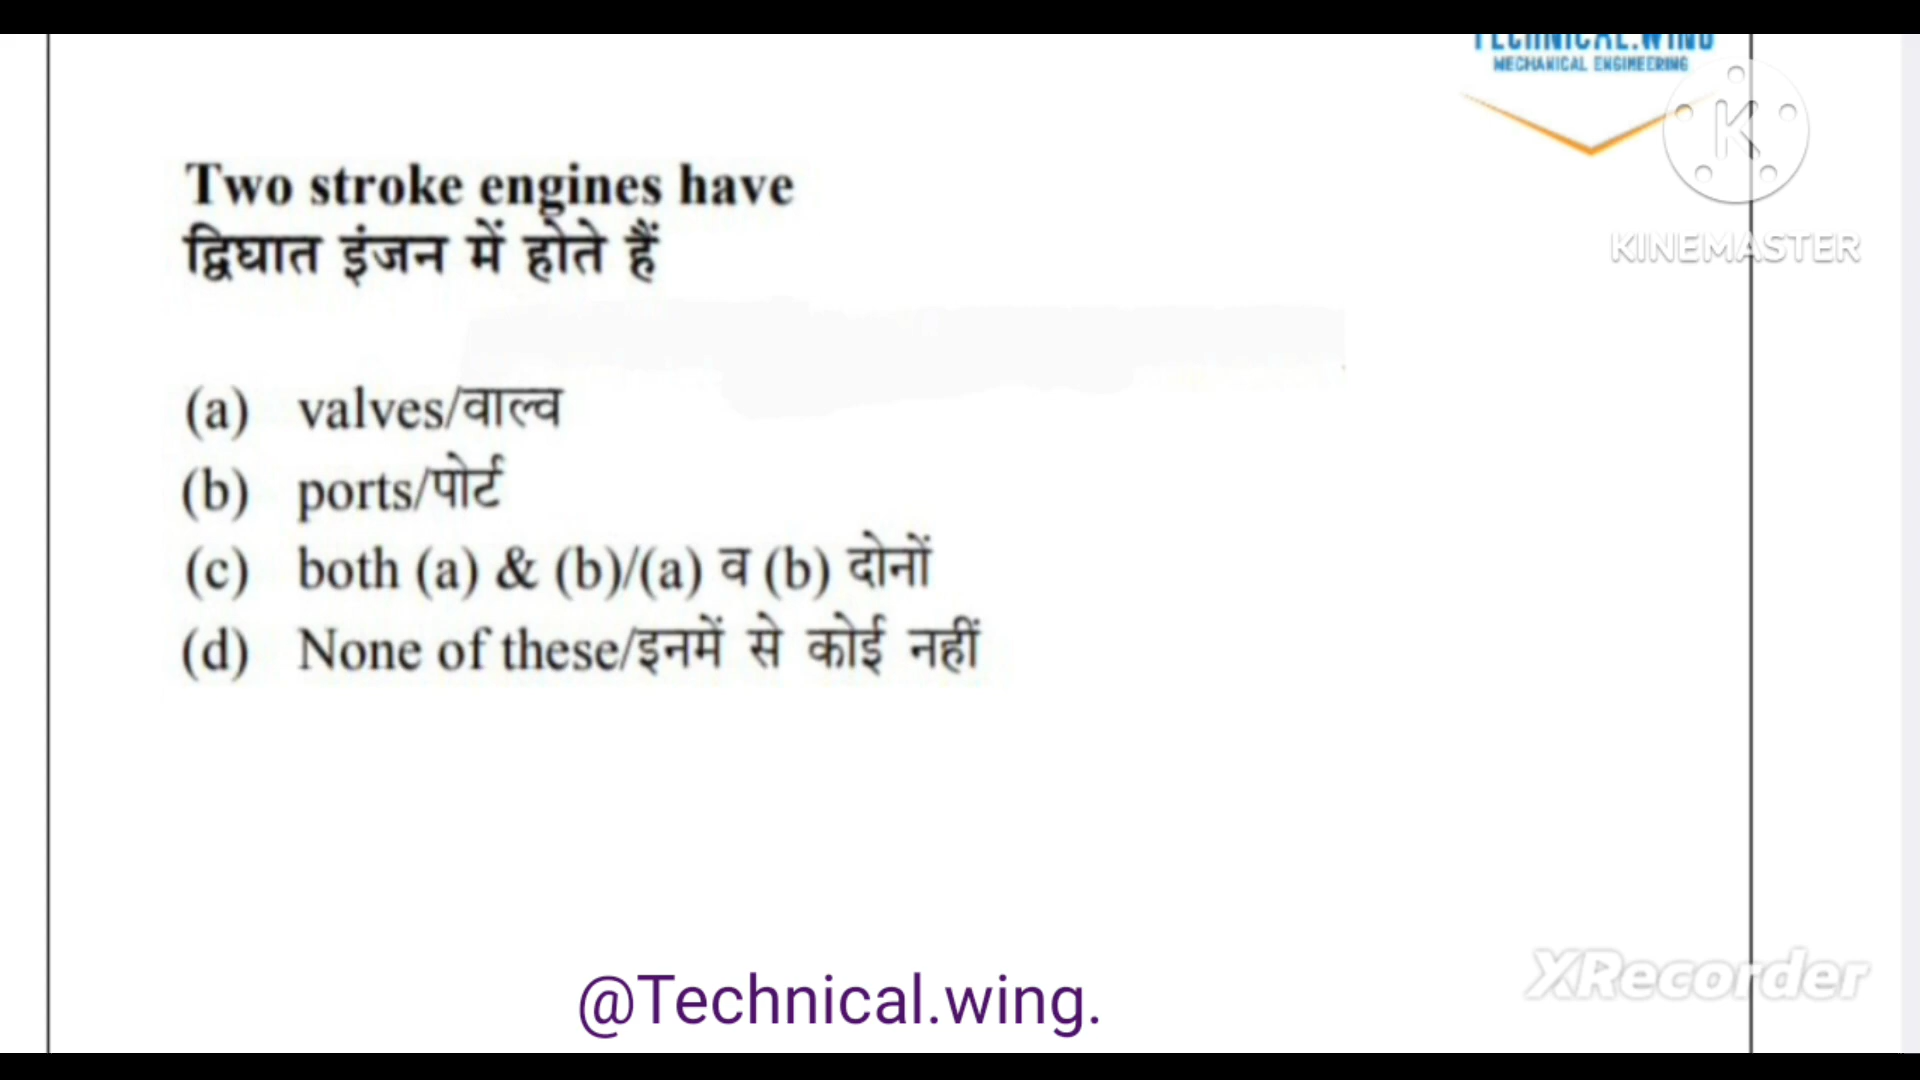 TECHNICAL.WING
MECHANICAL ENGINEERING
KINEMASTER
Two stroke engines have
द्विघात इंजन में होते हैं
(a) valves/वाल्व
(b) ports/पोर्ट
(c) both (a) & (b)/(a) व (b) दोनों
(d) None of these/इनमें से कोई नहीं
XRecorder
@Technical.wing.